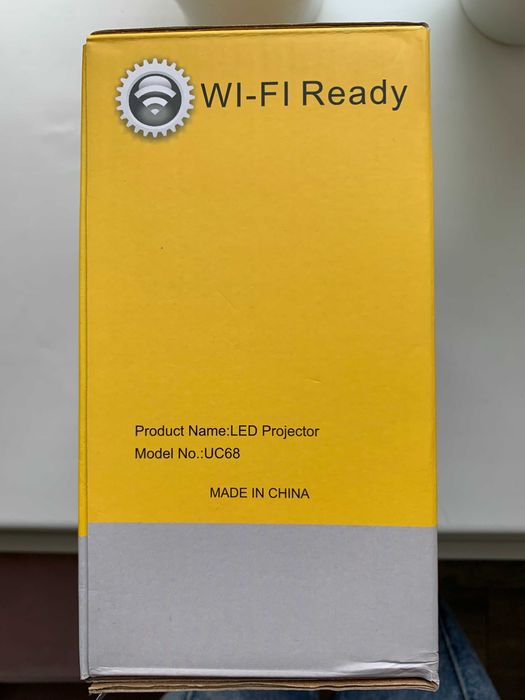 WI-FI Ready
Product Name:LED Projector
Model No.:UC68
MADE IN CHINA